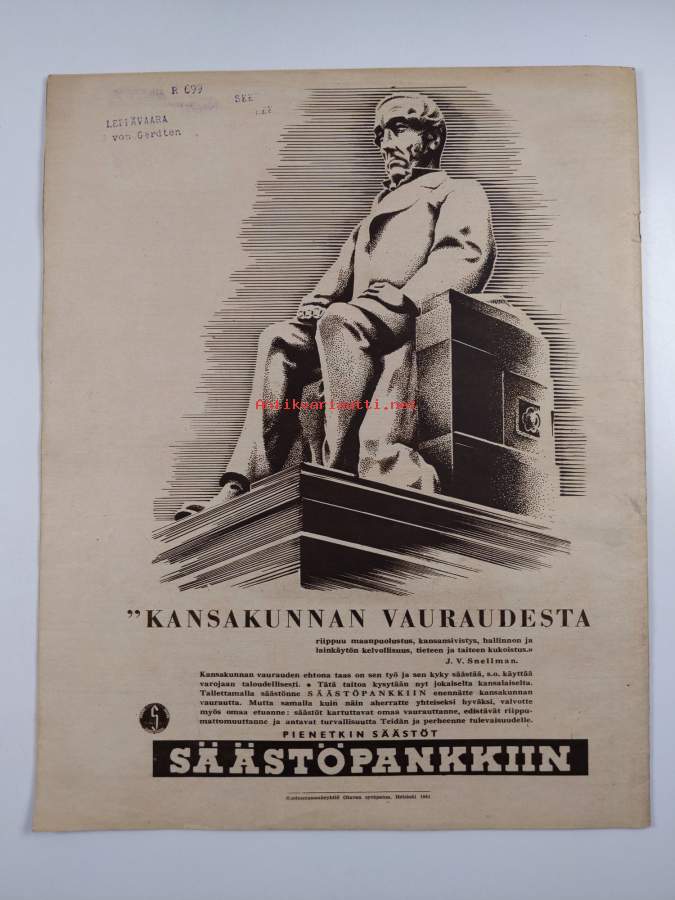 R 699
SEE
LEPPÄVAARA
von Gerdten
Antikvariaatti.net
”KANSAKUNNAN VAURAUDESTA
riippuu maanpuolustus, kansansivistys, hallinnon ja
lainkäytön kelvollisuus, tieteen ja taiteen kukoistus.»
J. V. Snellman.
Kansakunnan vaurauden ehtona taas on sen työ ja sen kyky säästää, s.o. käyttää
varojaan taloudellisesti. • Tätä taitoa kysytään nyt jokaiselta kansalaiselta.
Tallettamalla säästönne SÄÄSTÖPANKKIIN enennätte kansakunnan
vaurautta. Mutta samalla kuin näin aherratte yhteiseksi hyväksi, valvotte
myös omaa etuanne: säästöt kartuttavat omaa vaurauttanne, edistävät riippu-
mattomuuttanne ja antavat turvallisuutta Teidän ja perheenne tulevaisuudelle.
S
PIENETKIN SÄÄSTÖT
SÄÄSTÖPANKKIIN
Helsinki 1941